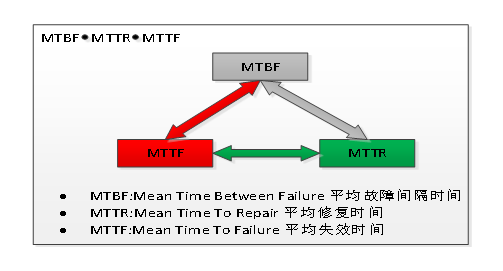 MTBF●MTTR●MTTF
MTBF
MTTF
MTTR
● MTBF:Mean Time Between Failure 平均故障间隔时间
● MTTR:Mean Time To Repair 平均修复时间
● MTTF:Mean Time To Failure 平均失效时间